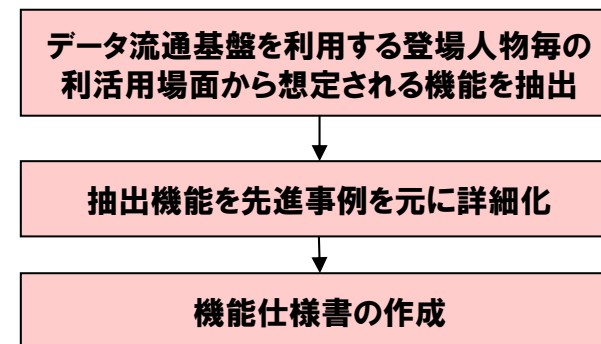 データ流通基盤を利用する登場人物毎の
利活用場面から想定される機能を抽出
抽出機能を先進事例を元に詳細化
機能仕様書の作成